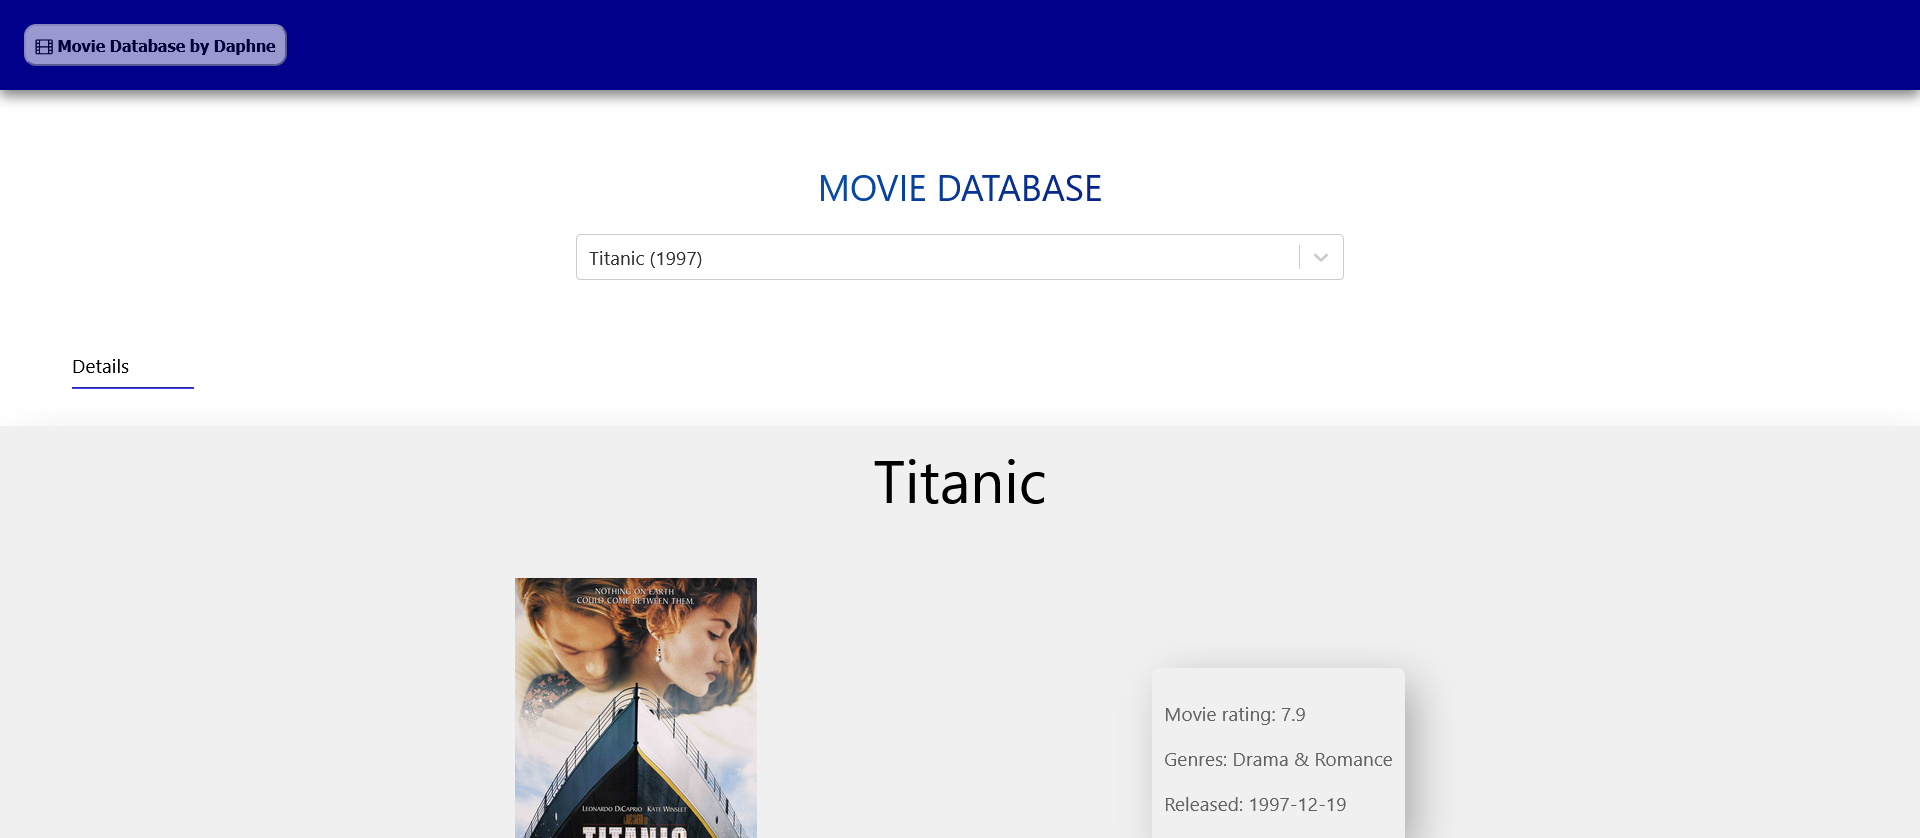 Movie Database by Daphne
MOVIE DATABASE
Titanic (1997)
Details
Titanic
NOTHING ON EARTH
COULD COME BETWEEN THEM.
LEONARDO DICAPRIO KATE WINSLET
TITANIC
Movie rating: 7.9
Genres: Drama & Romance
Released: 1997-12-19